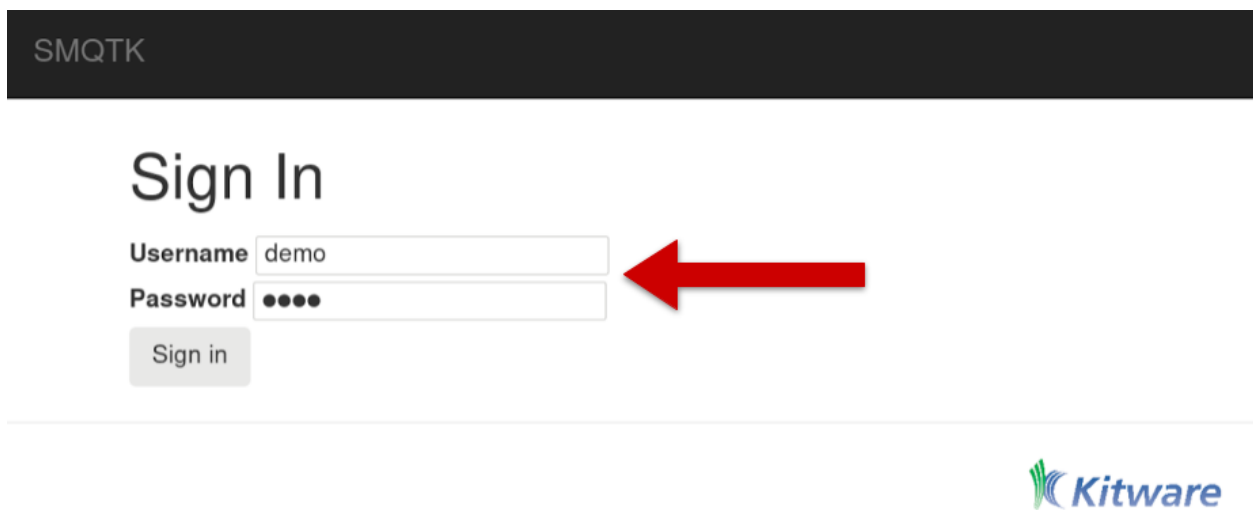 SMQTK
Sign In
Username demo
Password ●●●●
Sign in
Kitware